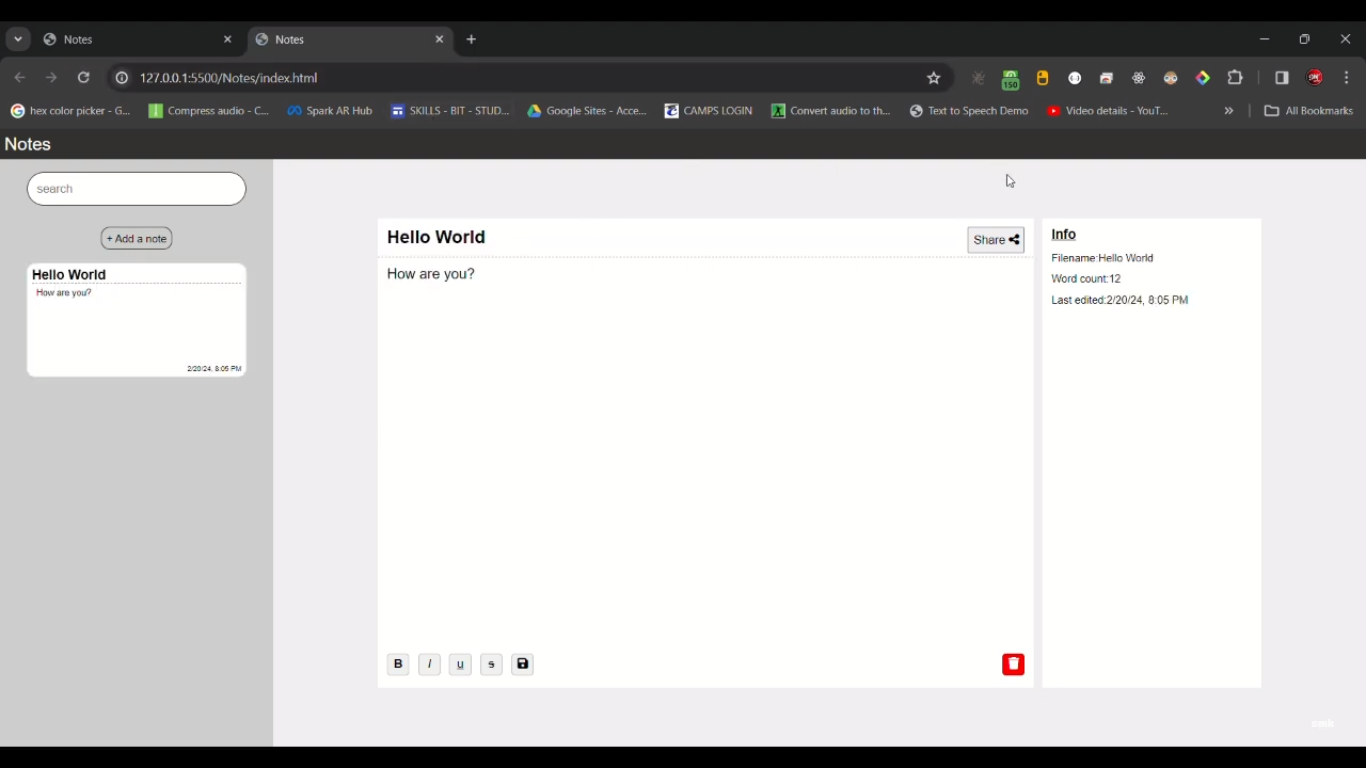 Notes
Notes
127.0.0.1:5500/Notes/index.html
150
hex color picker - G...
Compress audio - C...
Spark AR Hub
SKILLS - BIT - STUD...
Google Sites - Acce...
CAMPS LOGIN
Convert audio to th...
Text to Speech Demo
Video details - YouT...
All Bookmarks
Notes
search
+ Add a note
Hello World
How are you?
2/20/24, 8:05 PM
Hello World
Share
How are you?
B
I
u
s
Info
Filename:Hello World
Word count:12
Last edited:2/20/24, 8:05 PM